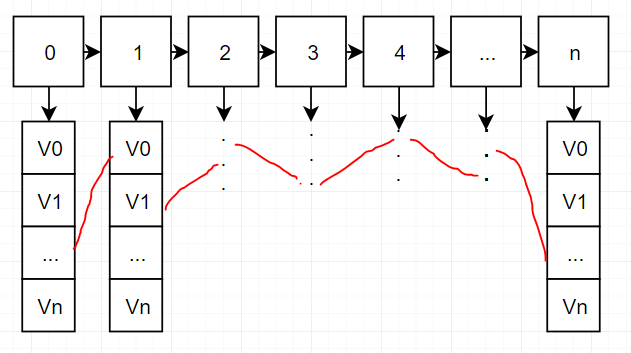 0 1 2 3 4 ... n
V0 V0 V0
V1 V1 V1
... ... ...
Vn Vn Vn